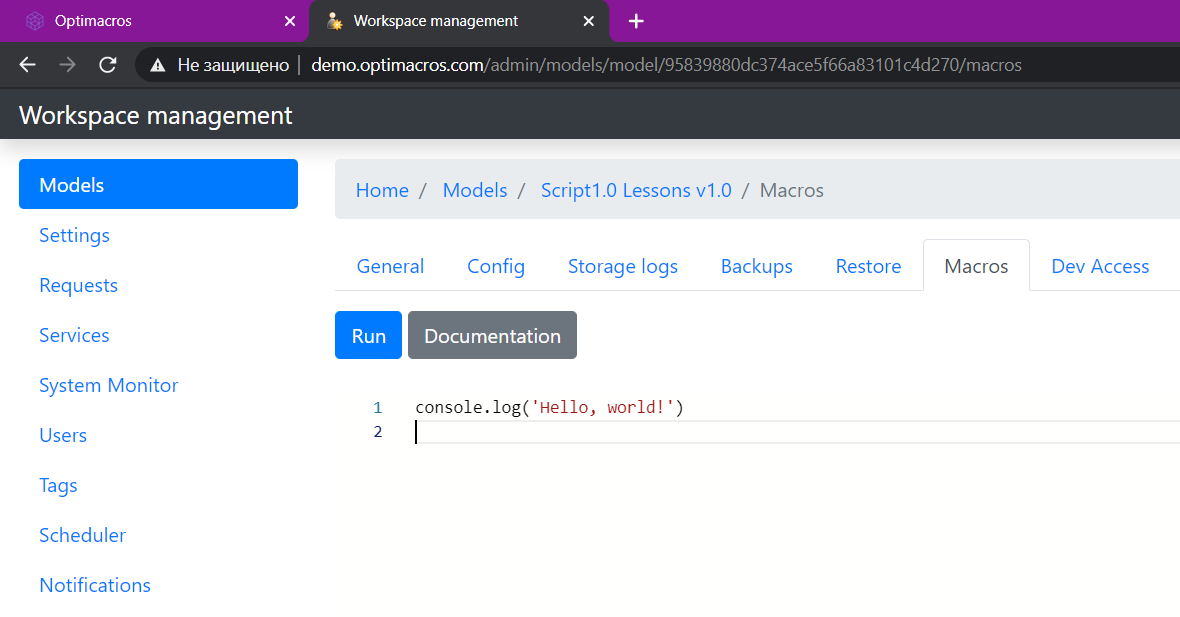 Optimacros
Workspace management
Не защищено
demo.optimacros.com/admin/models/model/95839880dc374ace5f66a83101c4d270/macros
Workspace management
Models
Settings
Requests
Services
System Monitor
Users
Tags
Scheduler
Notifications
Home / Models / Script1.0 Lessons v1.0 / Macros
General Config Storage logs Backups Restore Macros Dev Access
Run Documentation
1 console.log('Hello, world!')
2